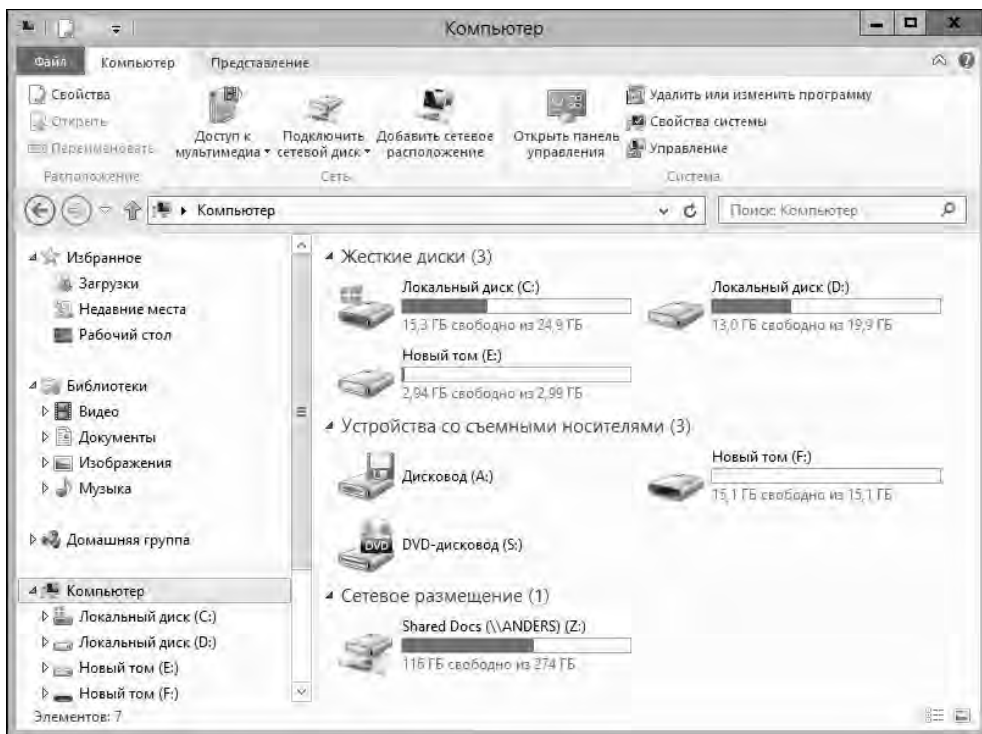 Компьютер
Файл Компьютер Представление
Свойства
Открыть
Переименовать
Расположение
Доступ к мультимедиа
Подключить сетевой диск
Добавить сетевое расположение
Сеть
Открыть панель управления
Удалить или изменить программу
Свойства системы
Управление
Система
Компьютер
Поиск: Компьютер
Избранное
Загрузки
Недавние места
Рабочий стол
Библиотеки
Видео
Документы
Изображения
Музыка
Домашняя группа
Компьютер
Локальный диск (C:)
Локальный диск (D:)
Новый том (E:)
Новый том (F:)
Жесткие диски (3)
Локальный диск (C:)
15,3 ГБ свободно из 24,9 ГБ
Локальный диск (D:)
13,0 ГБ свободно из 19,9 ГБ
Новый том (E:)
2,94 ГБ свободно из 2,99 ГБ
Устройства со съемными носителями (3)
Дисковод (A:)
Новый том (F:)
15,1 ГБ свободно из 15,1 ГБ
DVD
DVD-дисковод (S:)
Сетевое размещение (1)
Shared Docs (\\ANDERS) (Z:)
116 ГБ свободно из 274 ГБ
Элементов: 7